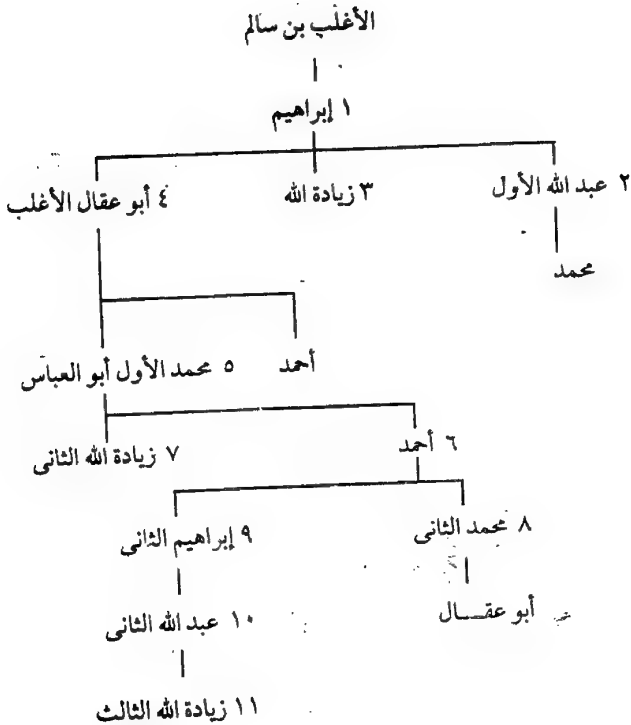 الأغلب بن سالم
١ إبراهيم
٢ عبد الله الأول
٣ زيادة الله
٤ أبو عقال الأغلب
محمد
أحمد
٥ محمد الأول أبو العباس
٦ أحمد
٧ زيادة الله الثانى
٨ محمد الثانى
٩ إبراهيم الثانى
أبو عقـــال
١٠ عبد الله الثانى
١١ زيادة الله الثالث